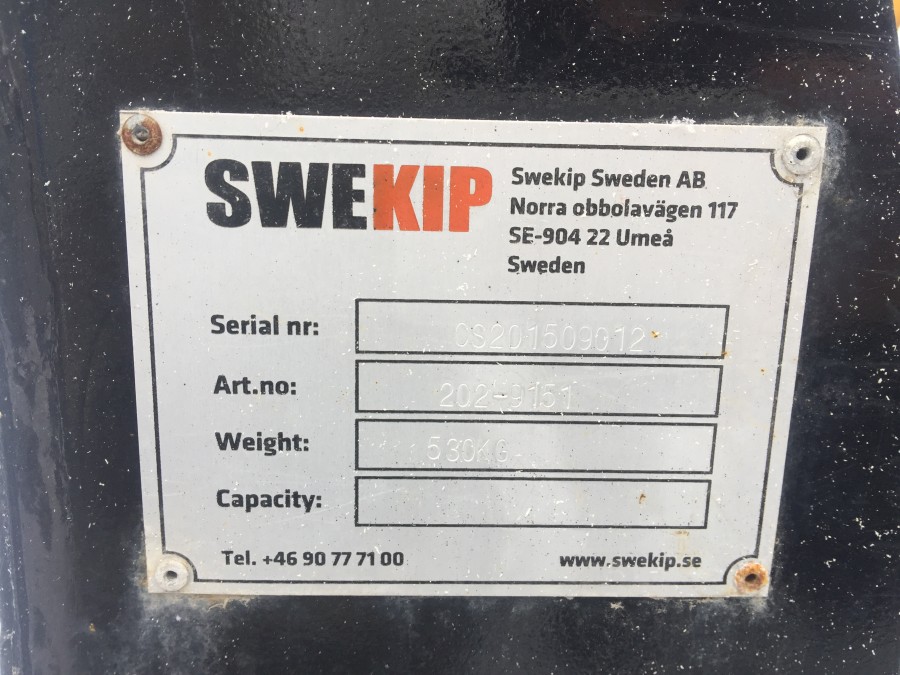 SWEKIP
Swekip Sweden AB
Norra obbolavägen 117
SE-904 22 Umeå
Sweden
Serial nr: CS201509012
Art.no: 202-9151
Weight: 530KG
Capacity:
Tel. +46 90 77 71 00 www.swekip.se